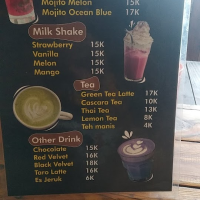 Mojito Melon 15K
Mojito Ocean Blue 17K
Milk Shake
Strawberry 15K
Vanilla 15K
Melon 15K
Mango 15K
Tea
Green Tea Latte 17K
Cascara Tea 10K
Thai Tea 13K
Lemon Tea 8K
Teh manis 4K
Other Drink
Chocolate 15K
Red Velvet 16K
Black Velvet 18K
Taro Latte 16K
Es Jeruk 6K